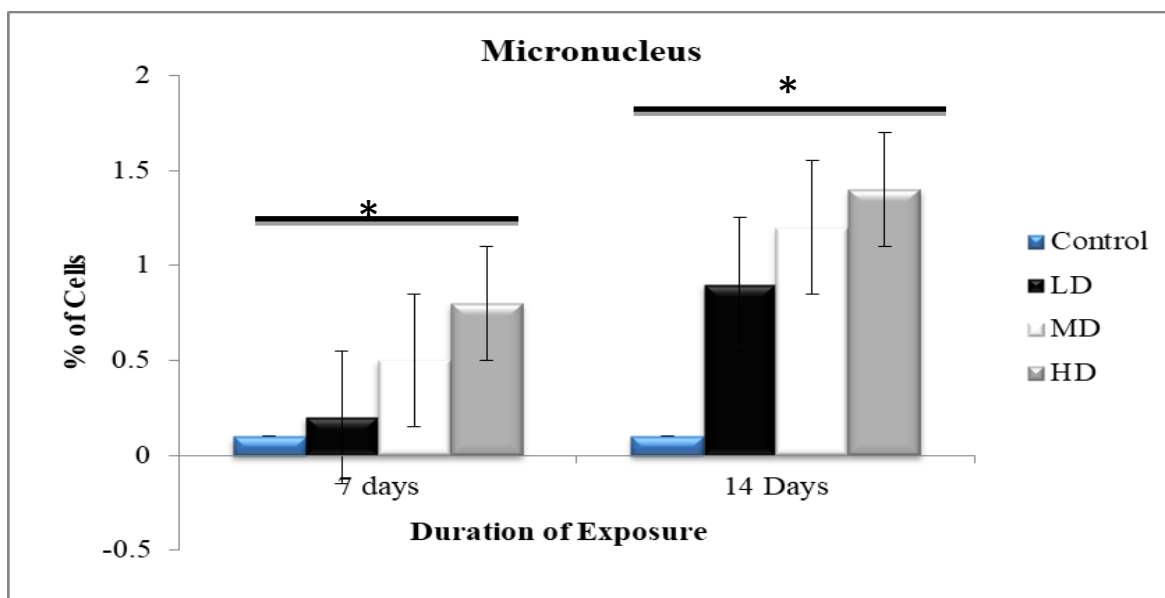 Micronucleus
2
*
1.5
*
1
0.5
0
-0.5
% of Cells
7 days
14 Days
Duration of Exposure
Control
LD
MD
HD